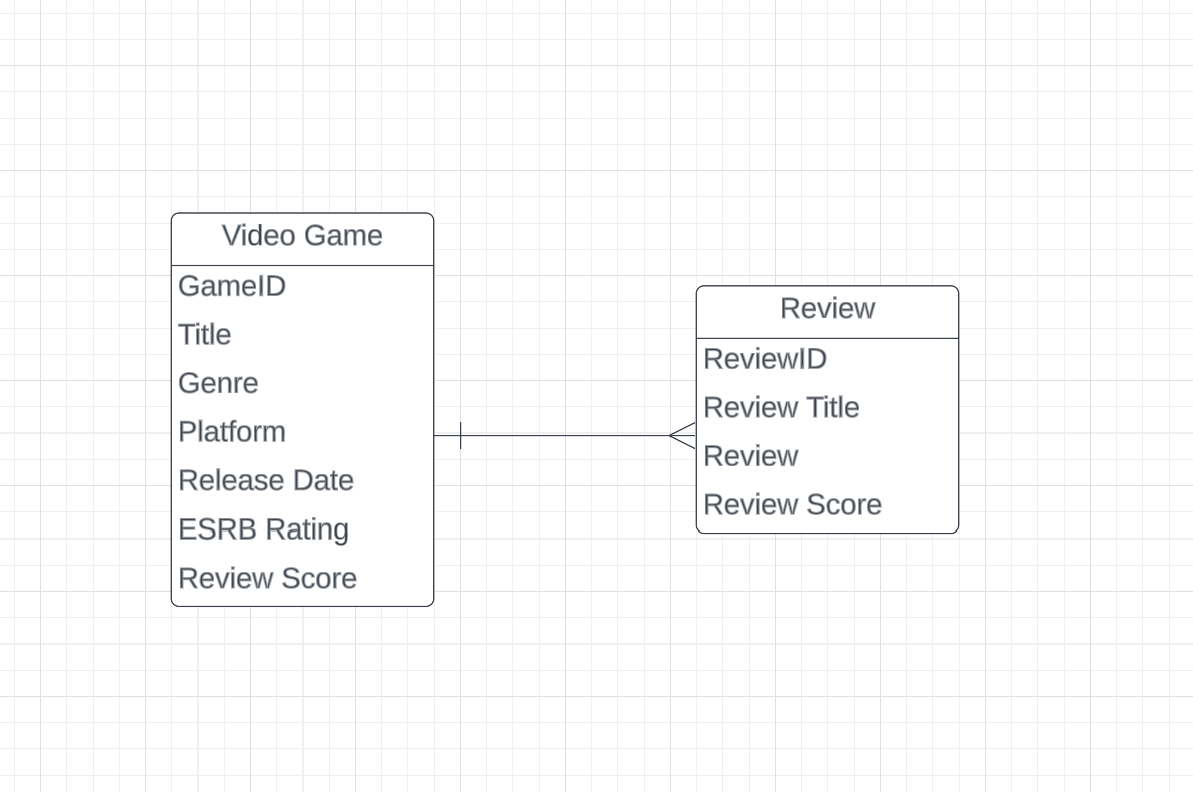 Video Game
GameID
Title
Genre
Platform
Release Date
ESRB Rating
Review Score
Review
ReviewID
Review Title
Review
Review Score